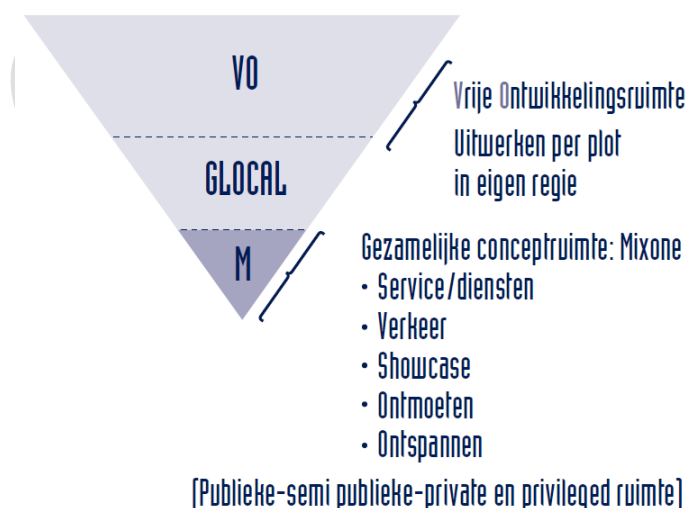 VO
GLOCAL
M
Vrije Ontwikkelingsruimte
Uitwerken per plot
in eigen regie
Gezamelijke conceptruimte: Mixone
• Service/diensten
• Verkeer
• Showcase
• Ontmoeten
• Ontspannen
(Publieke-semi publieke-private en privileged ruimte)